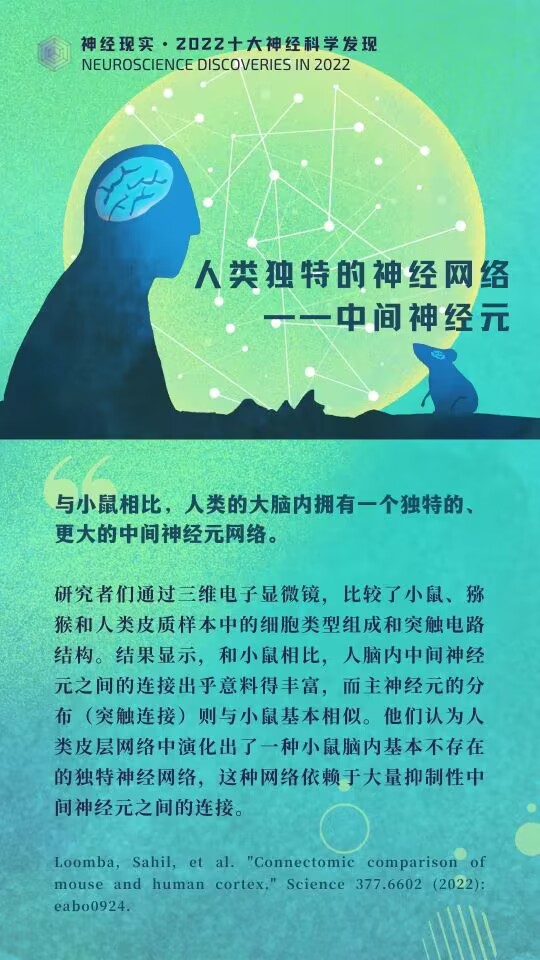 神经现实·2022十大神经科学发现
NEUROSCIENCE DISCOVERIES IN 2022
人类独特的神经网络
——中间神经元
与小鼠相比，人类的大脑内拥有一个独特的、
更大的中间神经元网络。
研究者们通过三维电子显微镜，比较了小鼠、猕
猴和人类皮质样本中的细胞类型组成和突触电路
结构。结果显示，和小鼠相比，人脑内中间神经
元之间的连接出乎意料得丰富，而主神经元的分
布（突触连接）则与小鼠基本相似。他们认为人
类皮层网络中演化出了一种小鼠脑内基本不存在
的独特神经网络，这种网络依赖于大量抑制性中
间神经元之间的连接。
Loomba, Sahil, et al. "Connectomic comparison of
mouse and human cortex." Science 377.6602 (2022):
eabo0924.